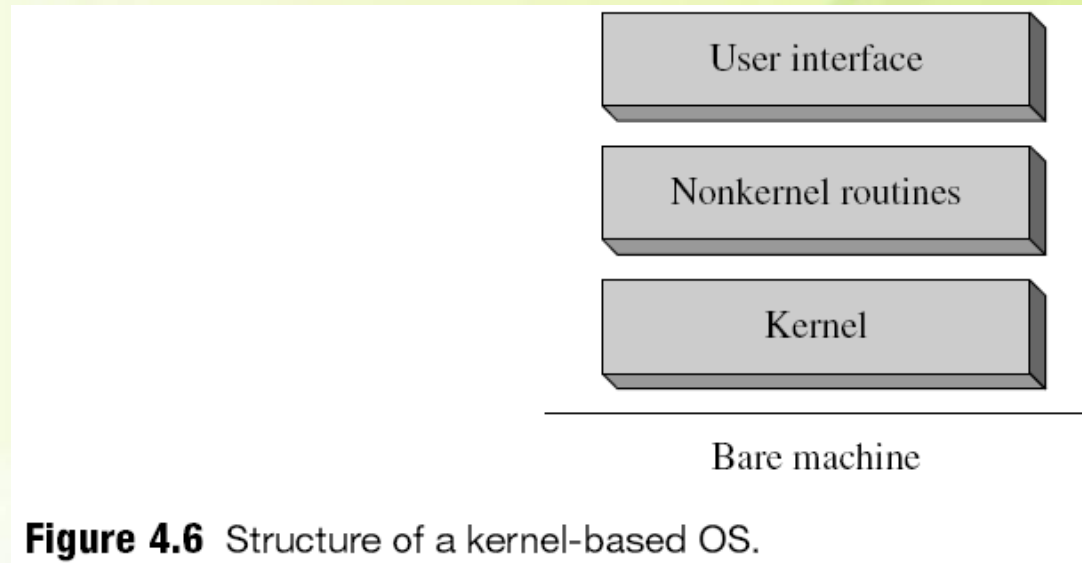 User interface
Nonkernel routines
Kernel
Bare machine
Figure 4.6 Structure of a kernel-based OS.